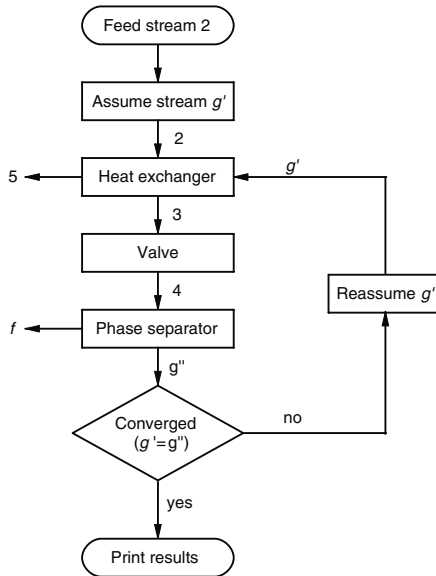 Feed stream 2
Assume stream g'
2
5
Heat exchanger
g'
3
Valve
4
Reassume g'
f
Phase separator
g"
Converged
(g'=g")
no
yes
Print results